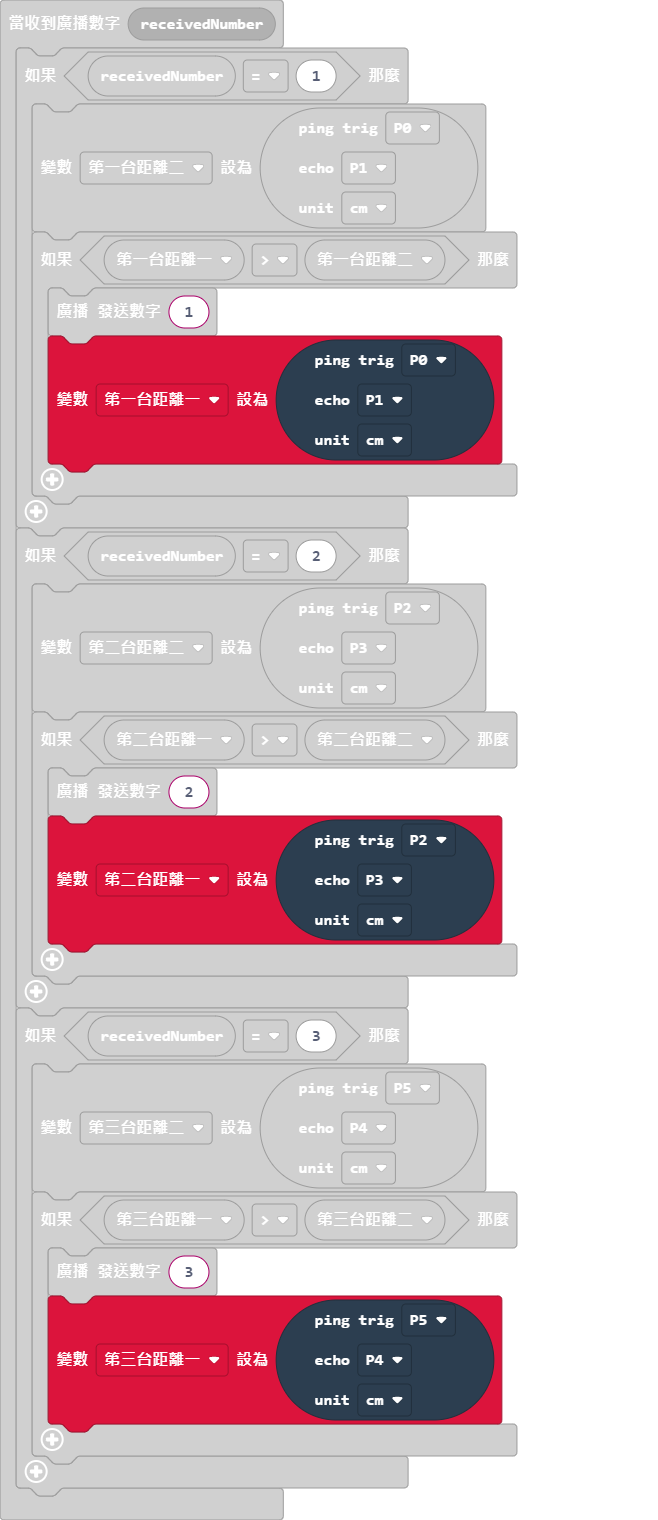 當收到廣播數字 receivedNumber
如果 receivedNumber = 1 那麼
ping trig P0
變數 第一台距離二 設為 echo P1
unit cm
如果 第一台距離一 > 第一台距離二 那麼
廣播 發送數字 1
ping trig P0
變數 第一台距離一 設為 echo P1
unit cm
如果 receivedNumber = 2 那麼
ping trig P2
變數 第二台距離二 設為 echo P3
unit cm
如果 第二台距離一 > 第二台距離二 那麼
廣播 發送數字 2
ping trig P2
變數 第二台距離一 設為 echo P3
unit cm
如果 receivedNumber = 3 那麼
ping trig P5
變數 第三台距離二 設為 echo P4
unit cm
如果 第三台距離一 > 第三台距離二 那麼
廣播 發送數字 3
ping trig P5
變數 第三台距離一 設為 echo P4
unit cm